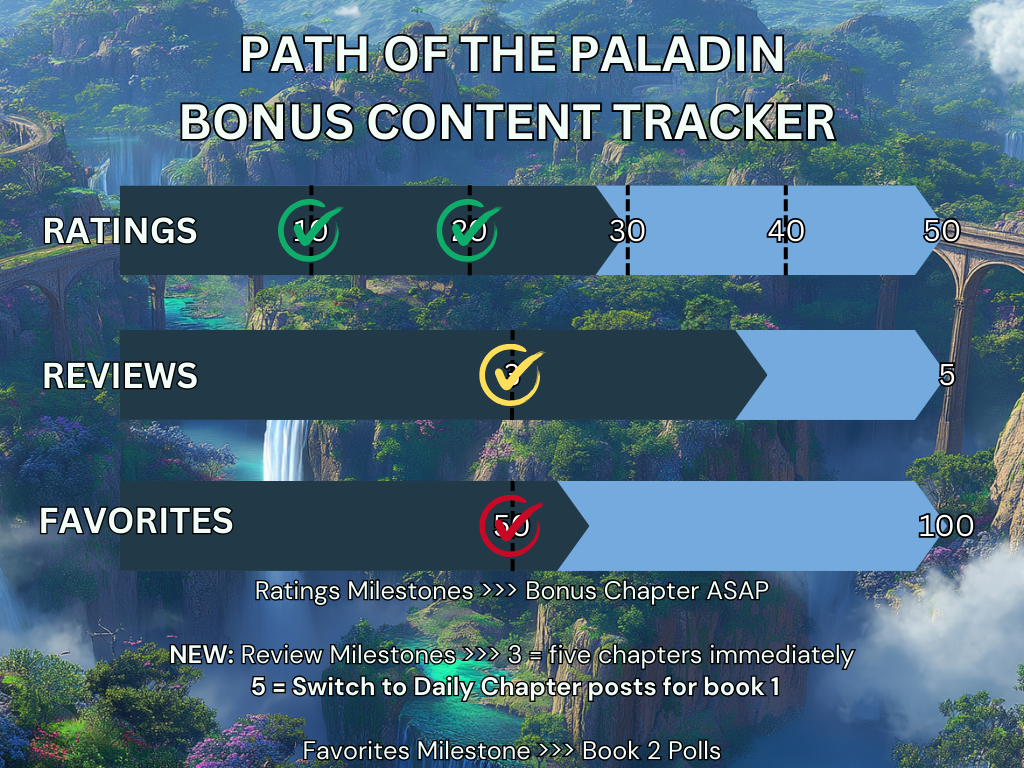 PATH OF THE PALADIN
BONUS CONTENT TRACKER
RATINGS 10 20 30 40 50
REVIEWS 3 5
FAVORITES 50 100
Ratings Milestones >>> Bonus Chapter ASAP
NEW: Review Milestones >>> 3 = five chapters immediately
5 = Switch to Daily Chapter posts for book 1
Favorites Milestone >>> Book 2 Polls